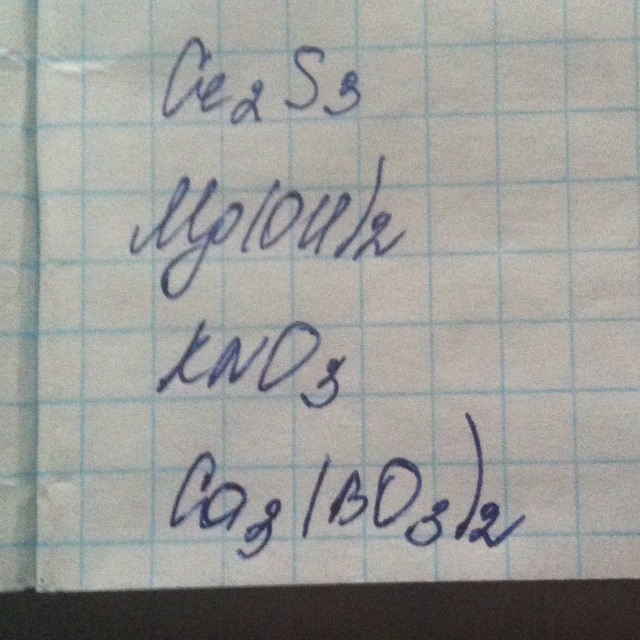 Ce₂S₃
Mg(OH)₂
KNO₃
Ca₃(BO₃)₂